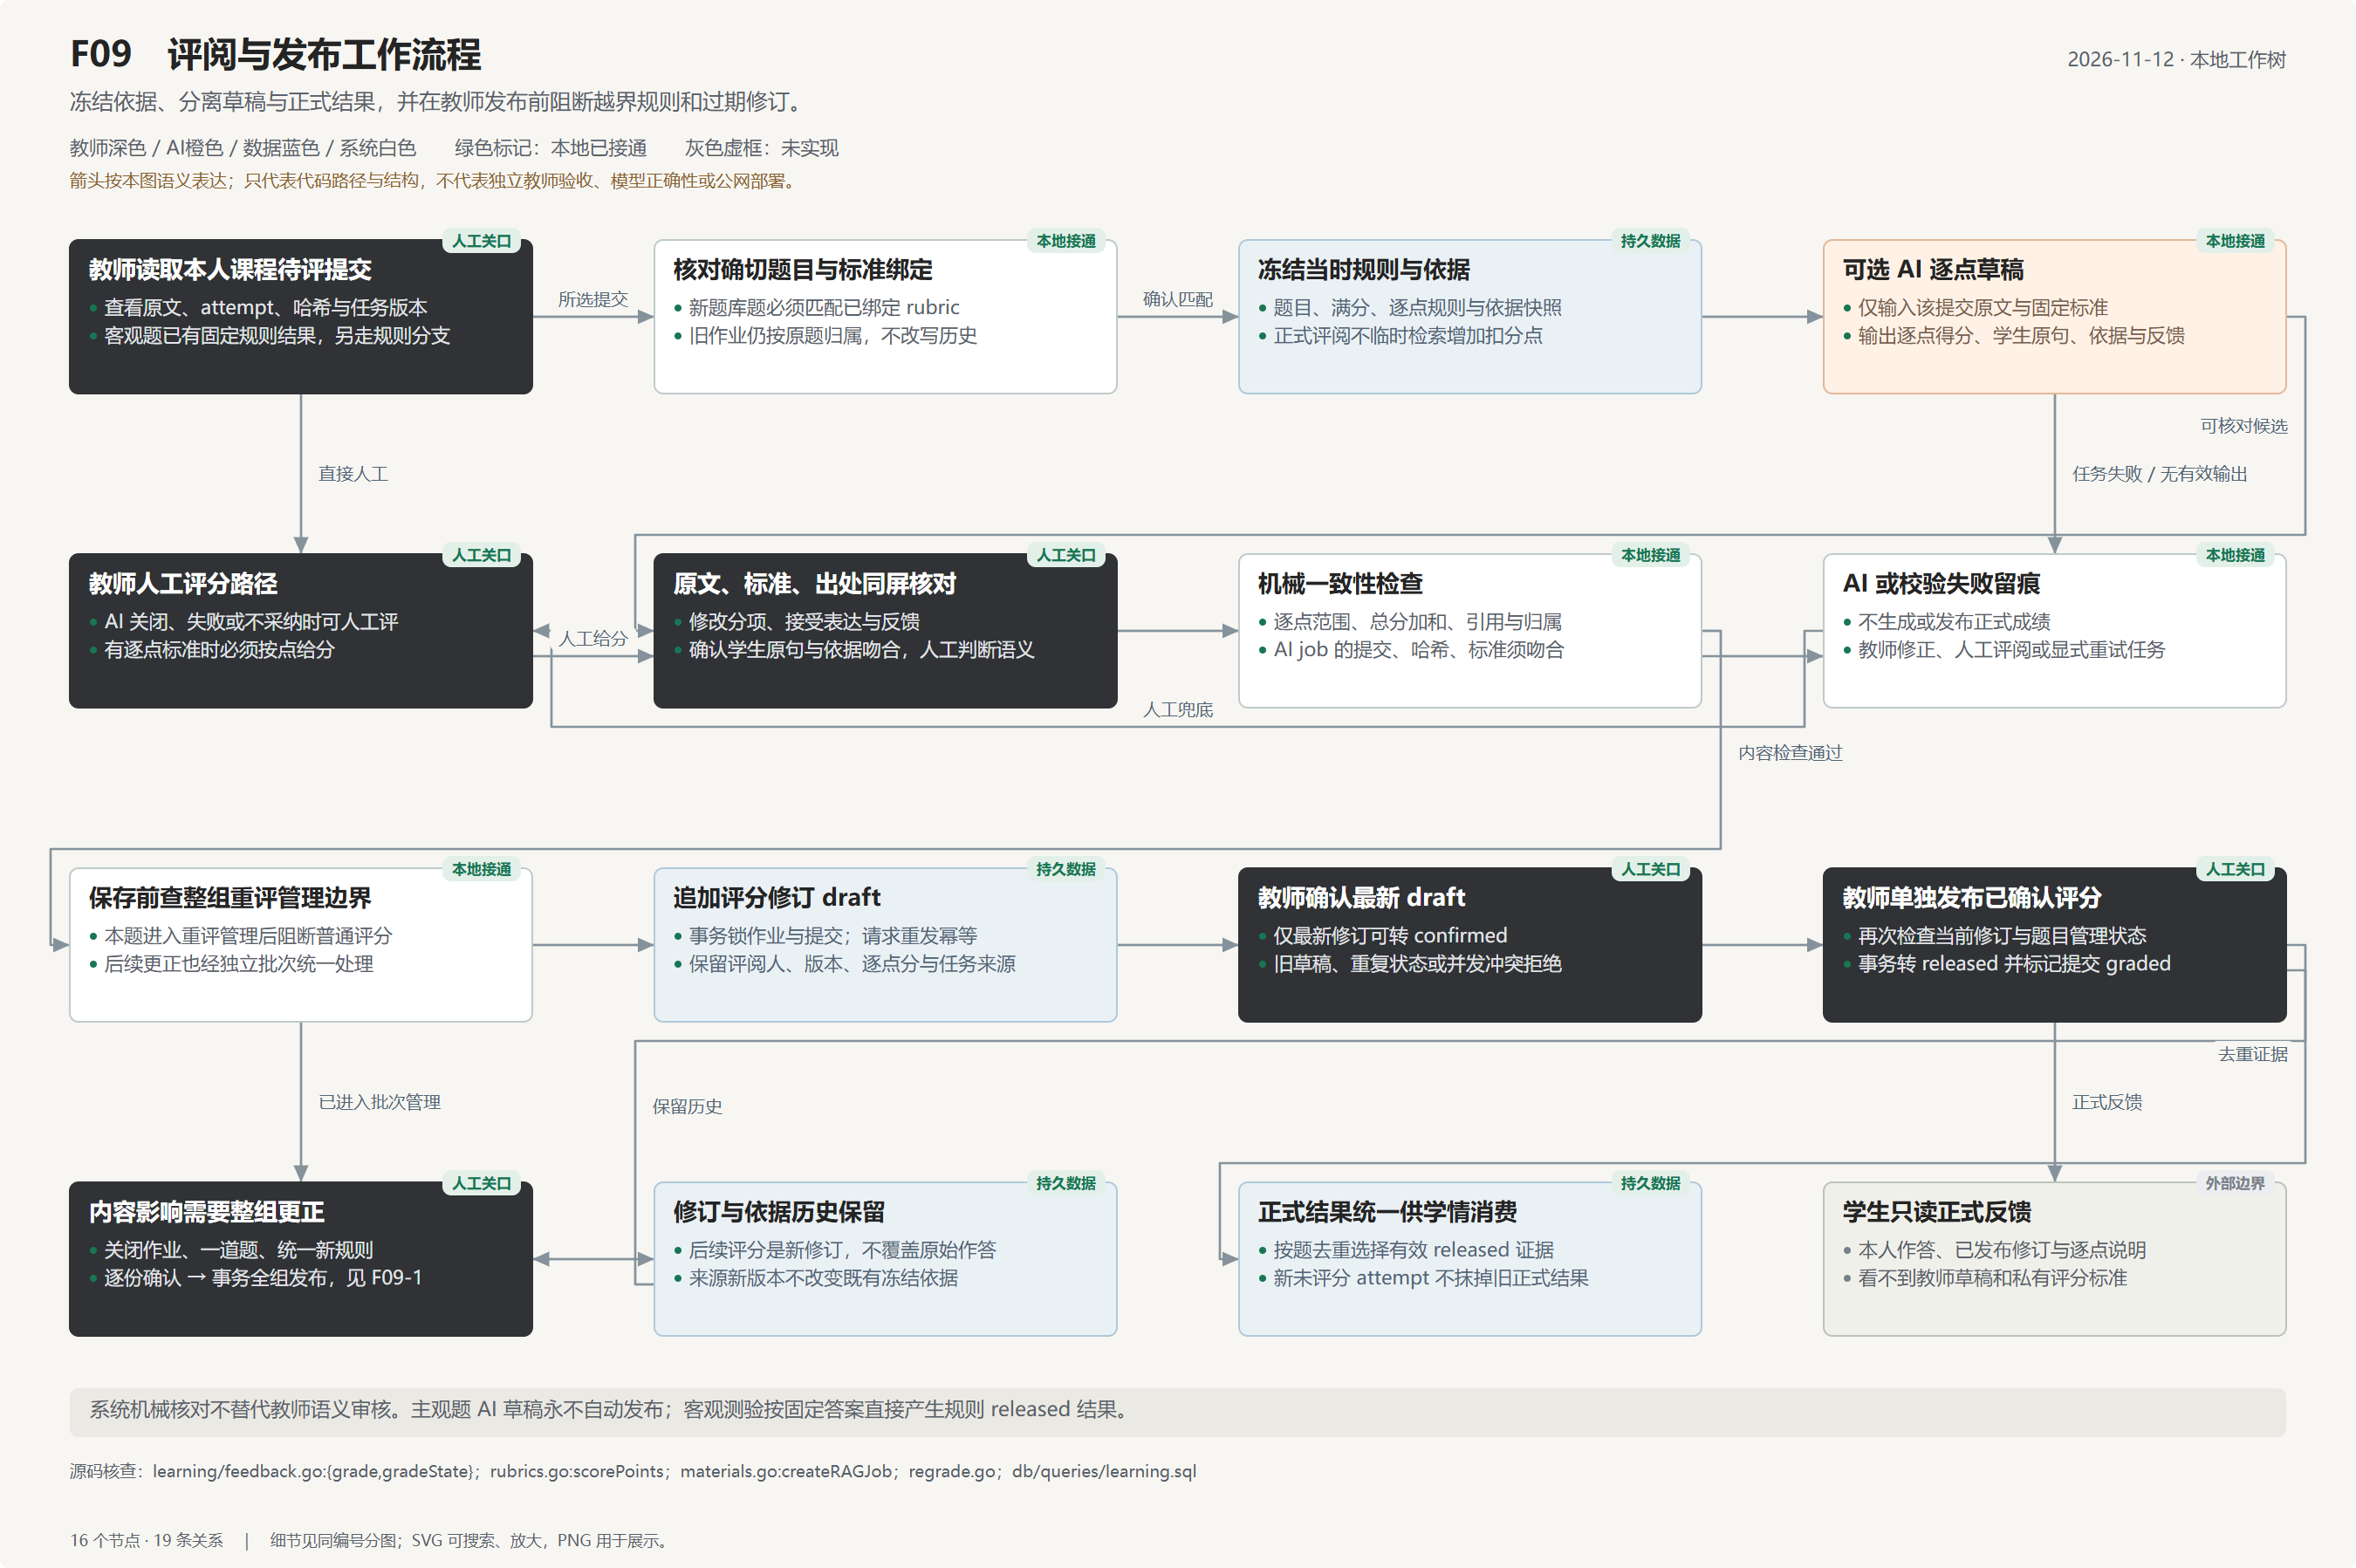 F09 评阅与发布工作流程
2026-11-12 · 本地工作树
冻结依据、分离草稿与正式结果，并在教师发布前阻断越界规则和过期修订。
教师深色 / AI橙色 / 数据蓝色 / 系统白色 绿色标记：本地已接通 灰色虚框：未实现
箭头按本图语义表达；只代表代码路径与结构，不代表独立教师验收、模型正确性或公网部署。
人工关口
教师读取本人课程待评提交
• 查看原文、attempt、哈希与任务版本
• 客观题已有固定规则结果，另走规则分支
所选提交
本地接通
核对确切题目与标准绑定
• 新题库题必须匹配已绑定 rubric
• 旧作业仍按原题归属，不改写历史
确认匹配
持久数据
冻结当时规则与依据
• 题目、满分、逐点规则与依据快照
• 正式评阅不临时检索增加扣分点
本地接通
可选 AI 逐点草稿
• 仅输入该提交原文与固定标准
• 输出逐点得分、学生原句、依据与反馈
可核对候选
直接人工
任务失败 / 无有效输出
人工关口
教师人工评分路径
• AI 关闭、失败或不采纳时可人工评
• 有逐点标准时必须按点给分
人工给分
人工关口
原文、标准、出处同屏核对
• 修改分项、接受表达与反馈
• 确认学生原句与依据吻合，人工判断语义
本地接通
机械一致性检查
• 逐点范围、总分加和、引用与归属
• AI job 的提交、哈希、标准须吻合
本地接通
AI 或校验失败留痕
• 不生成或发布正式成绩
• 教师修正、人工评阅或显式重试任务
人工兜底
内容检查通过
本地接通
保存前查整组重评管理边界
• 本题进入重评管理后阻断普通评分
• 后续更正也经独立批次统一处理
持久数据
追加评分修订 draft
• 事务锁作业与提交；请求重发幂等
• 保留评阅人、版本、逐点分与任务来源
人工关口
教师确认最新 draft
• 仅最新修订可转 confirmed
• 旧草稿、重复状态或并发冲突拒绝
人工关口
教师单独发布已确认评分
• 再次检查当前修订与题目管理状态
• 事务转 released 并标记提交 graded
去重证据
已进入批次管理
保留历史
正式反馈
人工关口
内容影响需要整组更正
• 关闭作业、一道题、统一新规则
• 逐份确认 → 事务全组发布，见 F09-1
持久数据
修订与依据历史保留
• 后续评分是新修订，不覆盖原始作答
• 来源新版本不改变既有冻结依据
持久数据
正式结果统一供学情消费
• 按题去重选择有效 released 证据
• 新未评分 attempt 不抹掉旧正式结果
外部边界
学生只读正式反馈
• 本人作答、已发布修订与逐点说明
• 看不到教师草稿和私有评分标准
系统机械核对不替代教师语义审核。主观题 AI 草稿永不自动发布；客观测验按固定答案直接产生规则 released 结果。
源码核查：learning/feedback.go:{grade,gradeState}；rubrics.go:scorePoints；materials.go:createRAGJob；regrade.go；db/queries/learning.sql
16 个节点 · 19 条关系 | 细节见同编号分图；SVG 可搜索、放大，PNG 用于展示。